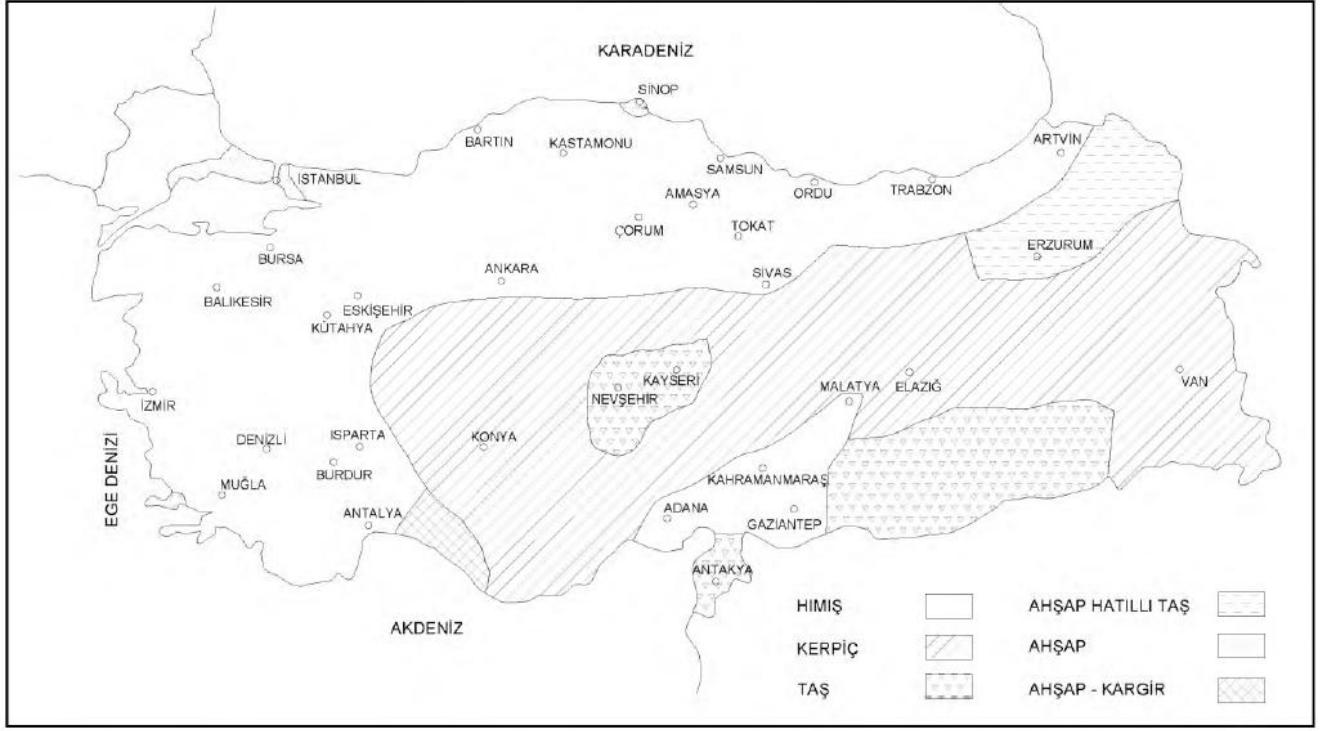 KARADENİZ
SİNOP
BARTIN
KASTAMONU
ARTVİN
SAMSUN
İSTANBUL
ORDU
TRABZON
AMASYA
ÇORUM
TOKAT
BURSA
ERZURUM
ANKARA
SİVAS
BALIKESİR
ESKİŞEHİR
KÜTAHYA
KAYSERİ
MALATYA
ELAZIĞ
VAN
NEVŞEHİR
İZMİR
DENİZLİ
ISPARTA
KONYA
BURDUR
KAHRAMANMARAŞ
MUĞLA
EGE DENİZİ
ANTALYA
ADANA
GAZİANTEP
ANTAKYA
AKDENİZ
HIMIŞ
AHŞAP HATILLI TAŞ
KERPİÇ
AHŞAP
TAŞ
AHŞAP - KARGİR